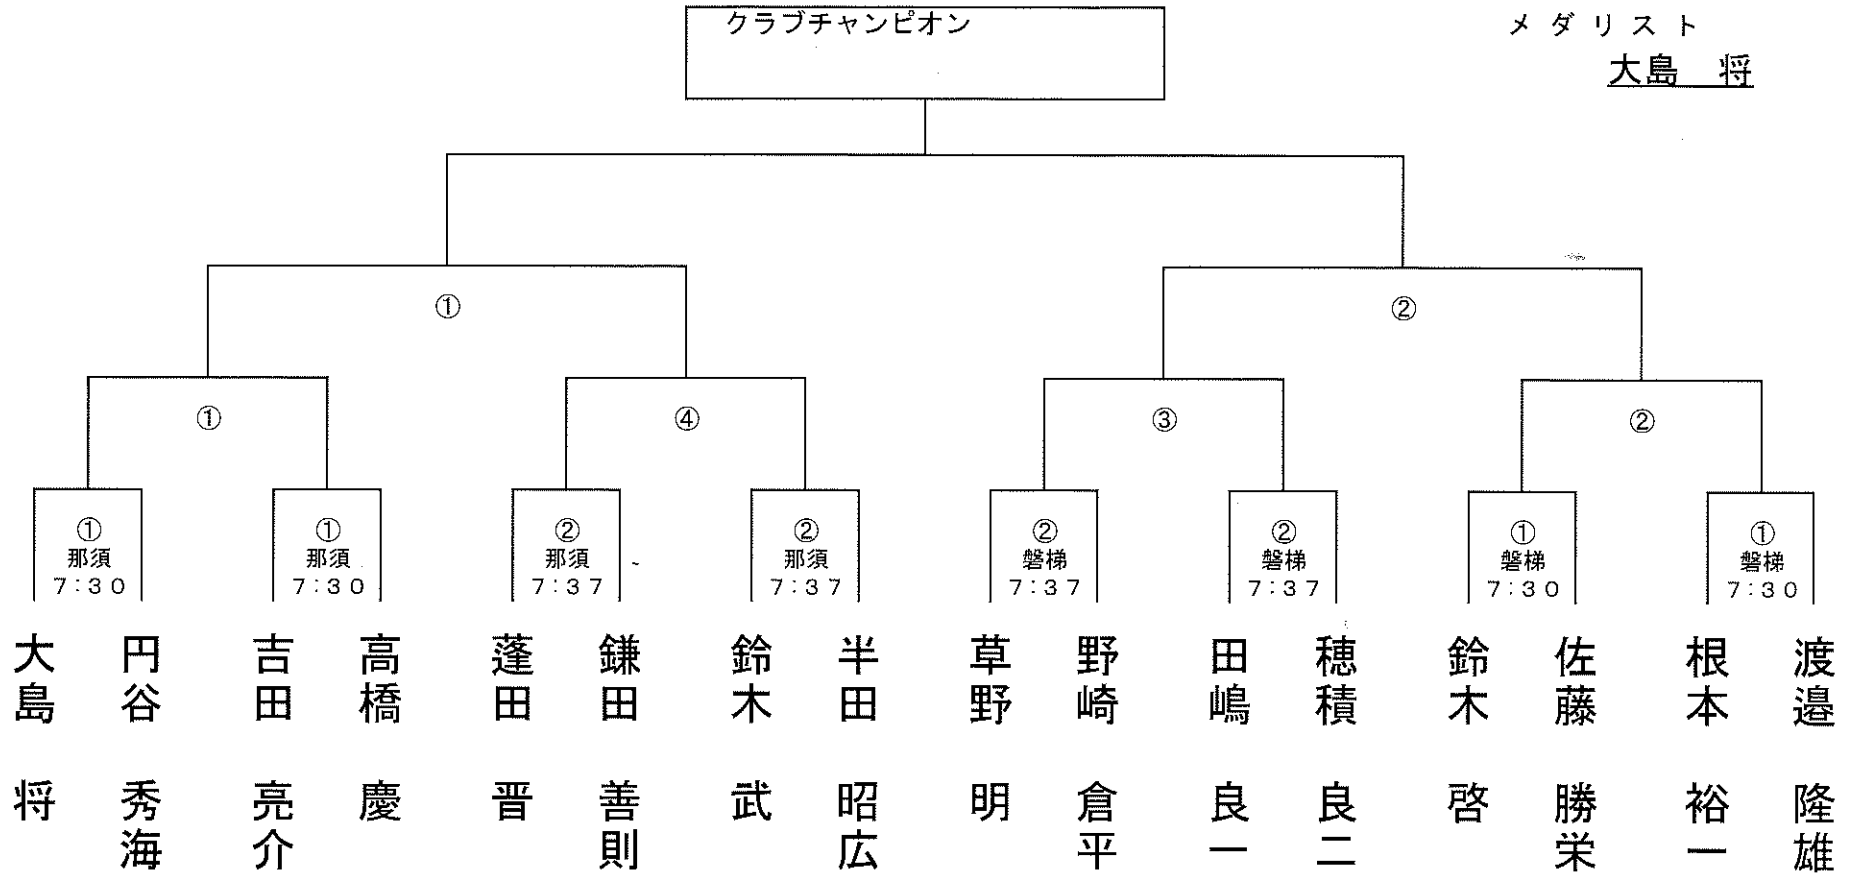 クラブチャンピオン
メダリスト
大島 将
①
②
①
④
③
②
①
那須
7:30
①
那須
7:30
②
那須
7:37
②
那須
7:37
②
磐梯
7:37
②
磐梯
7:37
①
磐梯
7:30
①
磐梯
7:30
大島 将
円谷 秀海
吉田 亮介
高橋 慶
蓬田 晋
鎌田 善則
鈴木 武
半田 昭広
草野 明
野崎 倉平
田嶋 良一
穂積 良二
鈴木 啓
佐藤 勝栄
根本 裕一
渡邉 隆雄